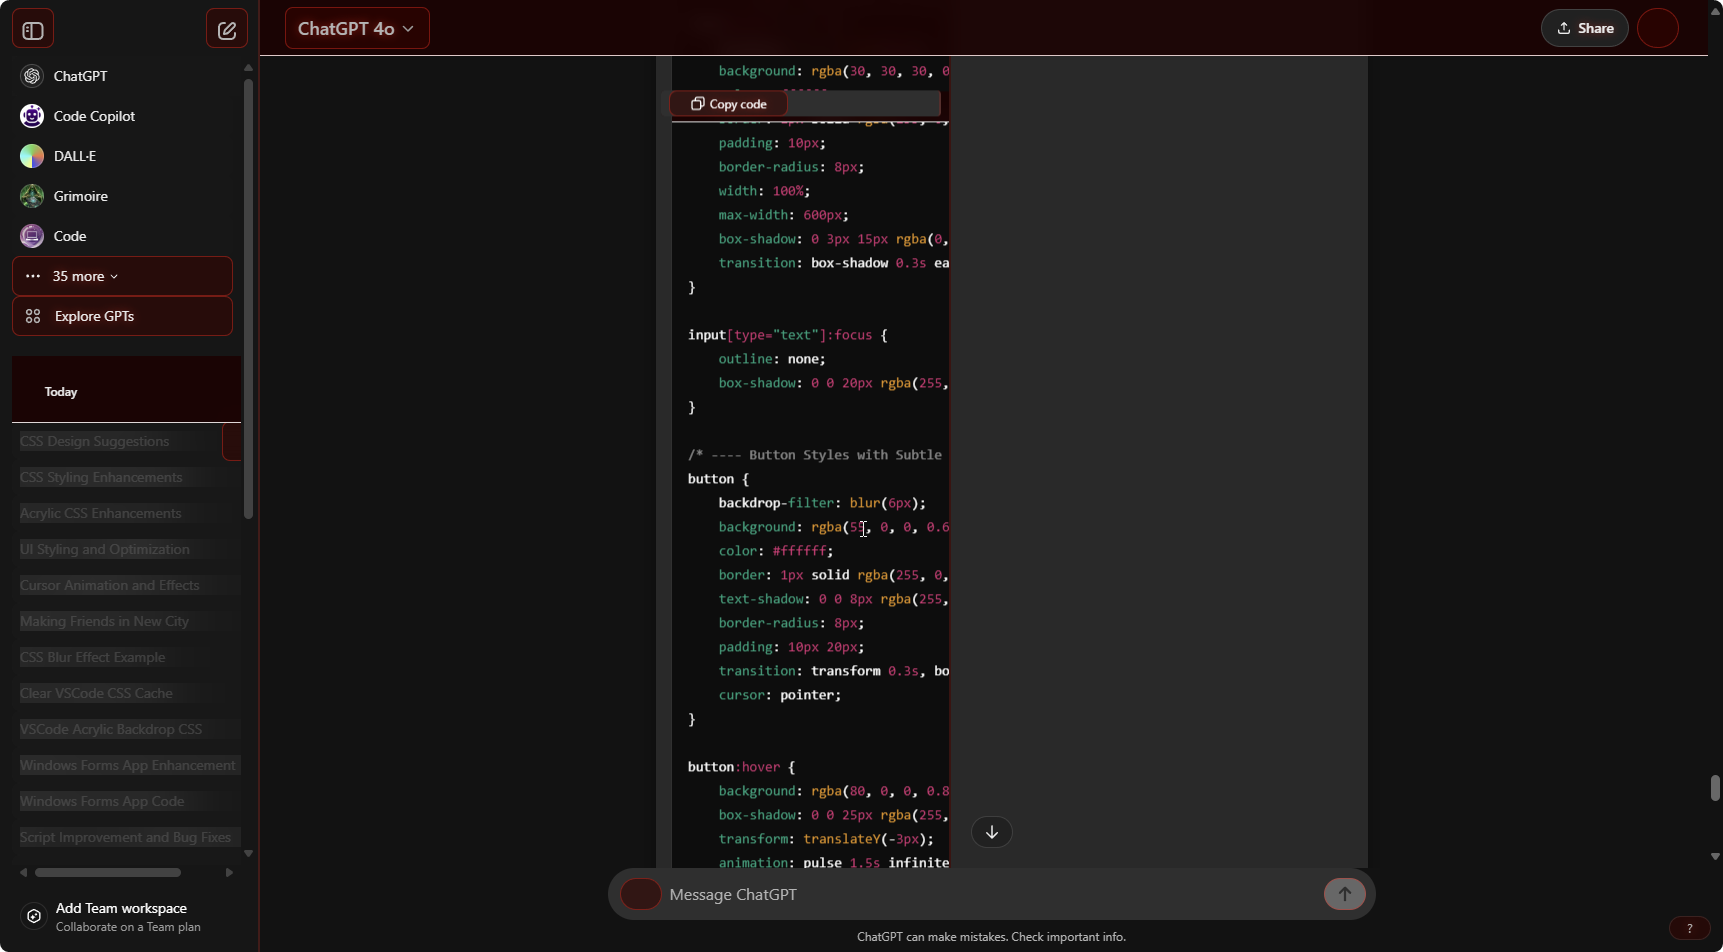 ChatGPT 4o
Share
ChatGPT
Code Copilot
DALL·E
Grimoire
Code
35 more
Explore GPTs
Today
CSS Design Suggestions
CSS Styling Enhancements
Acrylic CSS Enhancements
UI Styling and Optimization
Cursor Animation and Effects
Making Friends in New City
CSS Blur Effect Example
Clear VSCode CSS Cache
VSCode Acrylic Backdrop CSS
Windows Forms App Enhancement
Windows Forms App Code
Script Improvement and Bug Fixes
Add Team workspace
Collaborate on a Team plan
background: rgba(30, 30, 30, 0
Copy code
padding: 10px;
border-radius: 8px;
width: 100%;
max-width: 600px;
box-shadow: 0 3px 15px rgba(0,
transition: box-shadow 0.3s ea
}
input[type="text"]:focus {
outline: none;
box-shadow: 0 0 20px rgba(255,
}
/* ---- Button Styles with Subtle
button {
backdrop-filter: blur(6px);
background: rgba(55, 0, 0, 0.6
color: #ffffff;
border: 1px solid rgba(255, 0,
text-shadow: 0 0 8px rgba(255,
border-radius: 8px;
padding: 10px 20px;
transition: transform 0.3s, bo
cursor: pointer;
}
button:hover {
background: rgba(80, 0, 0, 0.8
box-shadow: 0 0 25px rgba(255,
transform: translateY(-3px);
animation: pulse 1.5s infinite
Message ChatGPT
ChatGPT can make mistakes. Check important info.
?